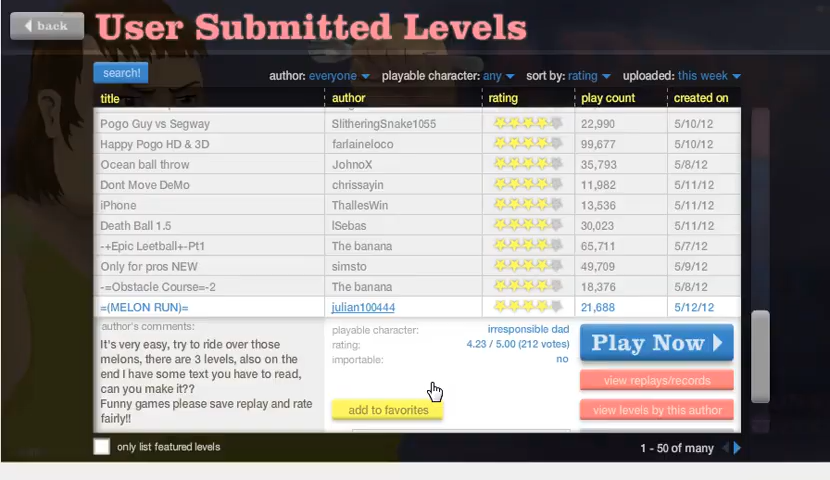 back
User Submitted Levels
search!
author: everyone playable character: any sort by: rating uploaded: this week
title author rating play count created on
Pogo Guy vs Segway SlitheringSnake1055 22,990 5/10/12
Happy Pogo HD & 3D farlaineloco 99,677 5/10/12
Ocean ball throw JohnoX 35,793 5/8/12
Dont Move DeMo chrissayin 11,982 5/11/12
iPhone ThallesWin 13,536 5/11/12
Death Ball 1.5 lSebas 30,023 5/11/12
-+Epic Leetball+-Pt1 The banana 65,711 5/7/12
Only for pros NEW simsto 49,709 5/9/12
-=Obstacle Course=-2 The banana 18,376 5/8/12
=(MELON RUN)= julian100444 21,688 5/12/12
author's comments:
It's very easy, try to ride over those
melons, there are 3 levels, also on the
end I have some text you have to read,
can you make it??
Funny games please save replay and rate
fairly!!
playable character: irresponsible dad
rating: 4.23 / 5.00 (212 votes)
importable: no
add to favorites
Play Now
view replays/records
view levels by this author
only list featured levels
1 - 50 of many